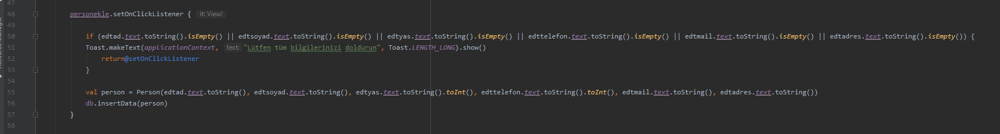 47
48 personekle.setOnClickListener { it: View!
49
50 if (edtad.text.toString().isEmpty() || edtsoyad.text.toString().isEmpty() || edtyas.text.toString().isEmpty() || edttelefon.text.toString().isEmpty() || edtmail.text.toString().isEmpty() || edtadres.text.toString().isEmpty()) {
51 Toast.makeText(applicationContext, text: "Lütfen tüm bilgilerinizi doldurun", Toast.LENGTH_LONG).show()
52 return@setOnClickListener
53 }
54
55 val person = Person(edtad.text.toString(), edtsoyad.text.toString(), edtyas.text.toString().toInt(), edttelefon.text.toString().toInt(), edtmail.text.toString(), edtadres.text.toString())
56 db.insertData(person)
57 }
58